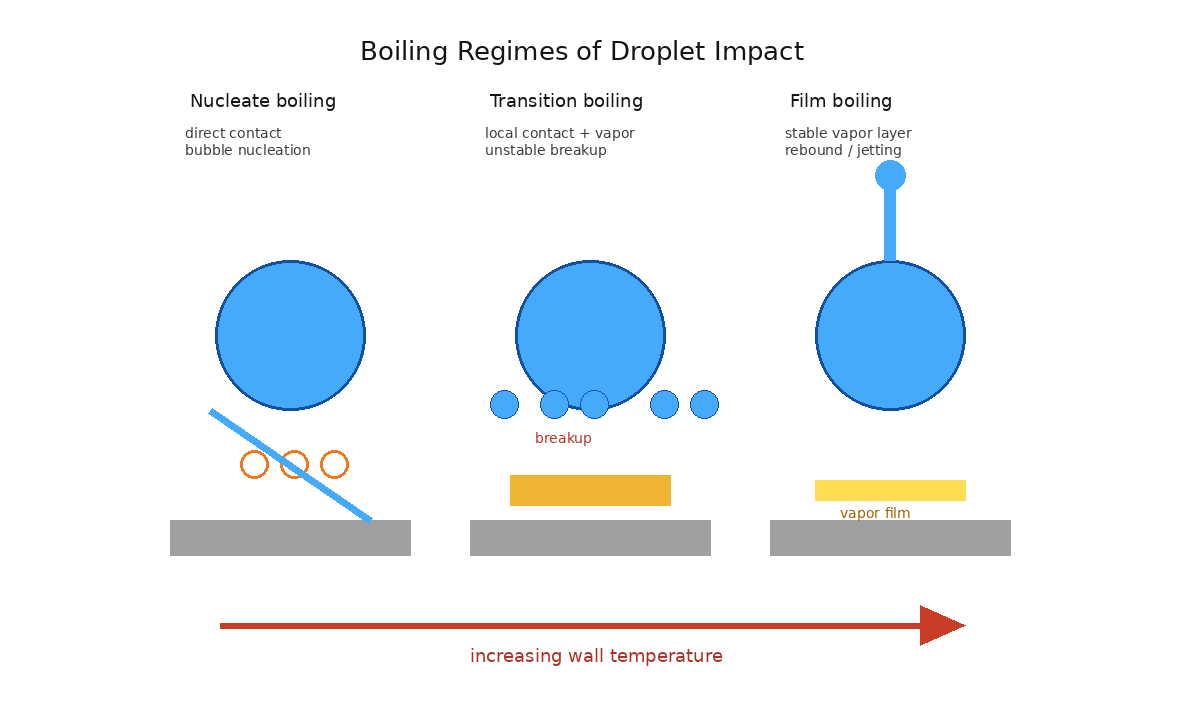 Boiling Regimes of Droplet Impact
Nucleate boiling
direct contact
bubble nucleation
Transition boiling
local contact + vapor
unstable breakup
Film boiling
stable vapor layer
rebound / jetting
breakup
vapor film
increasing wall temperature